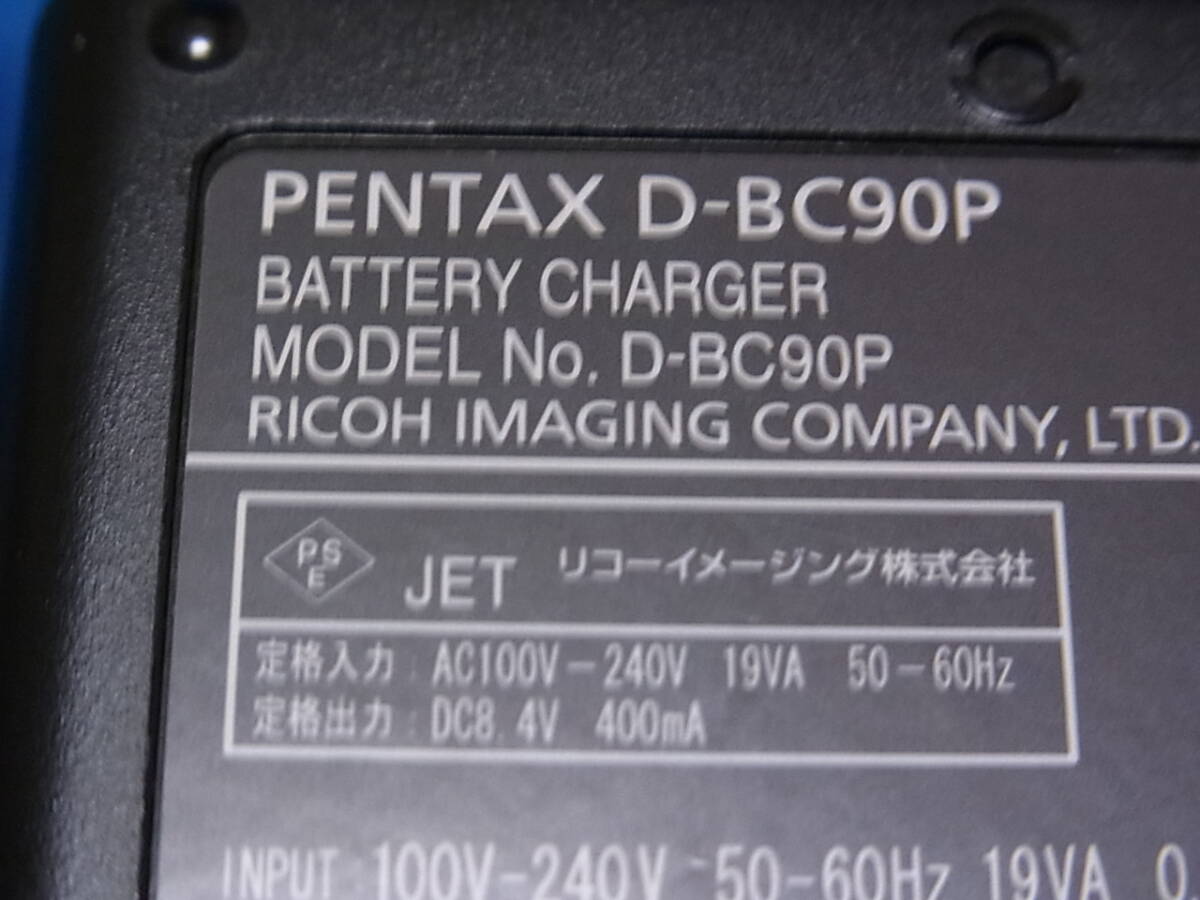 PENTAX D-BC90P
BATTERY CHARGER
MODEL No. D-BC90P
RICOH IMAGING COMPANY, LTD.
PSE JET リコーイメージング株式会社
定格入力:AC100V-240V 19VA 50-60Hz
定格出力:DC8.4V 400mA
INPUT 100V-240V ~50-60Hz 19VA 0.